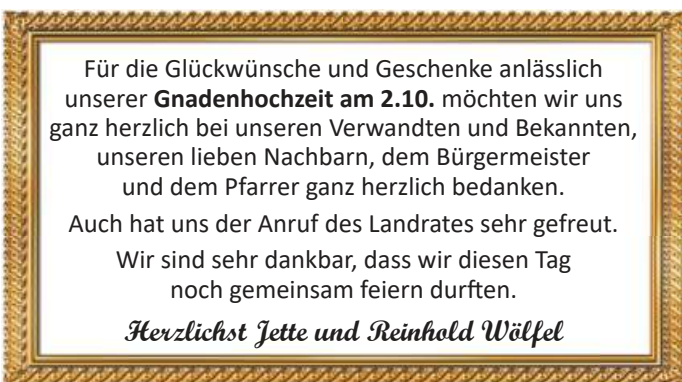 Für die Glückwünsche und Geschenke anlässlich
unserer Gnadenhochzeit am 2.10. möchten wir uns
ganz herzlich bei unseren Verwandten und Bekannten,
unseren lieben Nachbarn, dem Bürgermeister
und dem Pfarrer ganz herzlich bedanken.
Auch hat uns der Anruf des Landrates sehr gefreut.
Wir sind sehr dankbar, dass wir diesen Tag
noch gemeinsam feiern durften.
Herzlichst Jette und Reinhold Wölfel